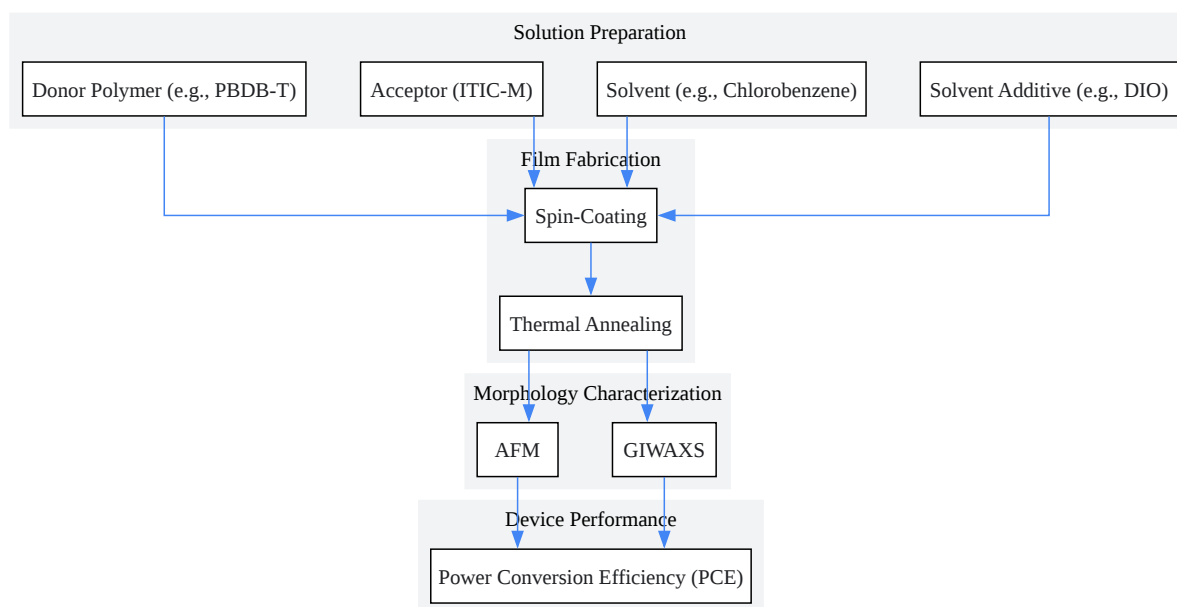 Solution Preparation
Donor Polymer (e.g., PBDB-T)
Acceptor (ITIC-M)
Solvent (e.g., Chlorobenzene)
Solvent Additive (e.g., DIO)
Film Fabrication
Spin-Coating
Thermal Annealing
Morphology Characterization
AFM
GIWAXS
Device Performance
Power Conversion Efficiency (PCE)